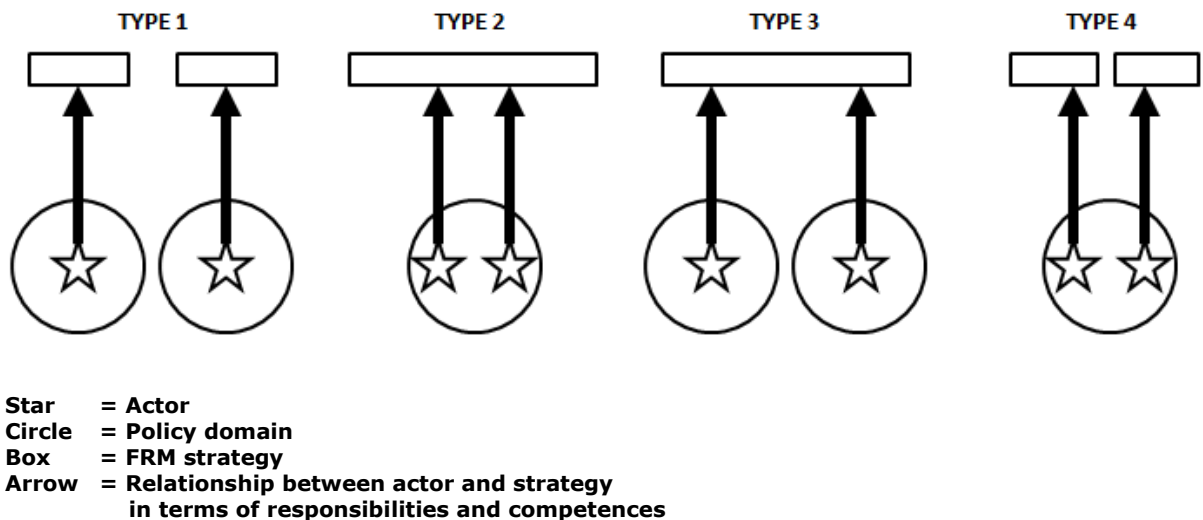 TYPE 1
TYPE 2
TYPE 3
TYPE 4
Star = Actor
Circle = Policy domain
Box = FRM strategy
Arrow = Relationship between actor and strategy
in terms of responsibilities and competences